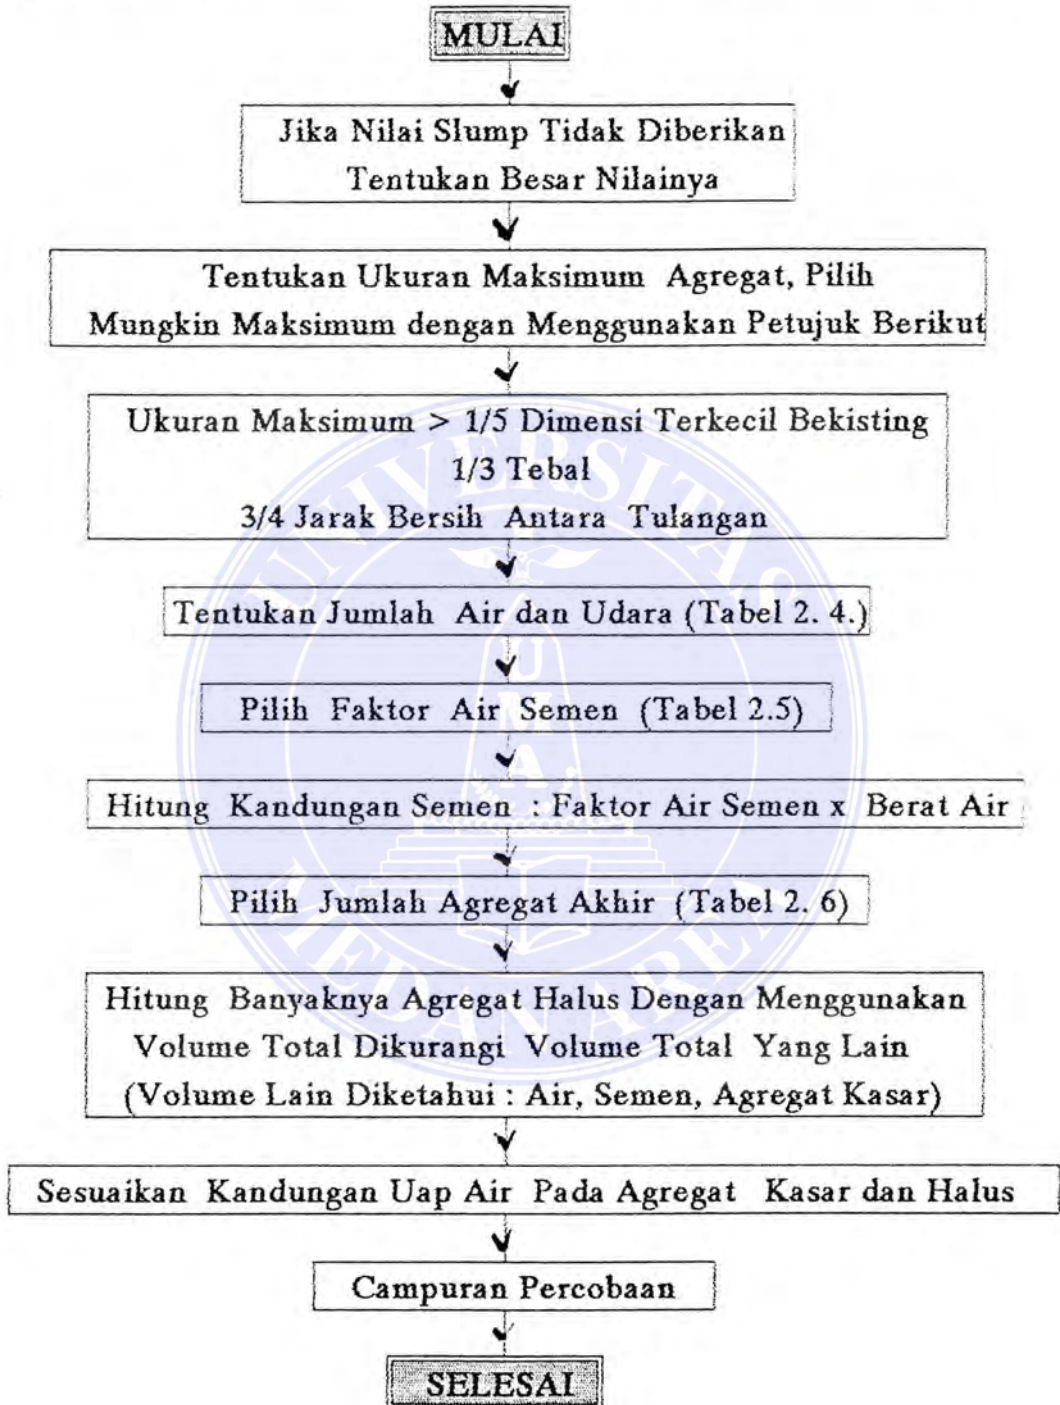 MULAI
Jika Nilai Slump Tidak Diberikan
Tentukan Besar Nilainya
Tentukan Ukuran Maksimum Agregat, Pilih
Mungkin Maksimum dengan Menggunakan Petujuk Berikut
Ukuran Maksimum > 1/5 Dimensi Terkecil Bekisting
1/3 Tebal
3/4 Jarak Bersih Antara Tulangan
Tentukan Jumlah Air dan Udara (Tabel 2. 4.)
Pilih Faktor Air Semen (Tabel 2.5)
Hitung Kandungan Semen : Faktor Air Semen x Berat Air
Pilih Jumlah Agregat Akhir (Tabel 2. 6)
Hitung Banyaknya Agregat Halus Dengan Menggunakan
Volume Total Dikurangi Volume Total Yang Lain
(Volume Lain Diketahui : Air, Semen, Agregat Kasar)
Sesuaikan Kandungan Uap Air Pada Agregat Kasar dan Halus
Campuran Percobaan
SELESAI
UNIVERSITAS
MEDAN AREA
UMA